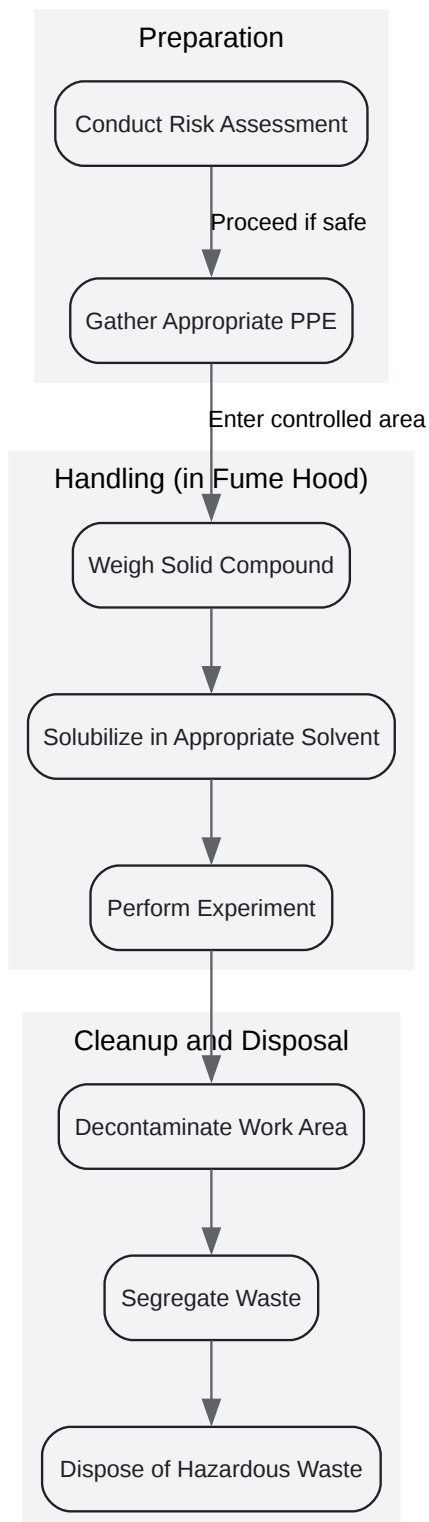 Preparation
Conduct Risk Assessment
Proceed if safe
Gather Appropriate PPE
Enter controlled area
Handling (in Fume Hood)
Weigh Solid Compound
Solubilize in Appropriate Solvent
Perform Experiment
Cleanup and Disposal
Decontaminate Work Area
Segregate Waste
Dispose of Hazardous Waste